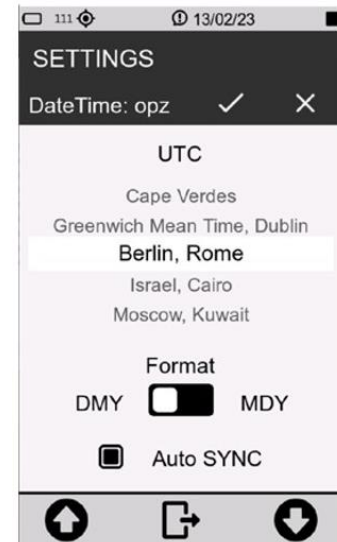 111 13/02/23
SETTINGS
DateTime: opz
UTC
Cape Verdes
Greenwich Mean Time, Dublin
Berlin, Rome
Israel, Cairo
Moscow, Kuwait
Format
DMY MDY
Auto SYNC